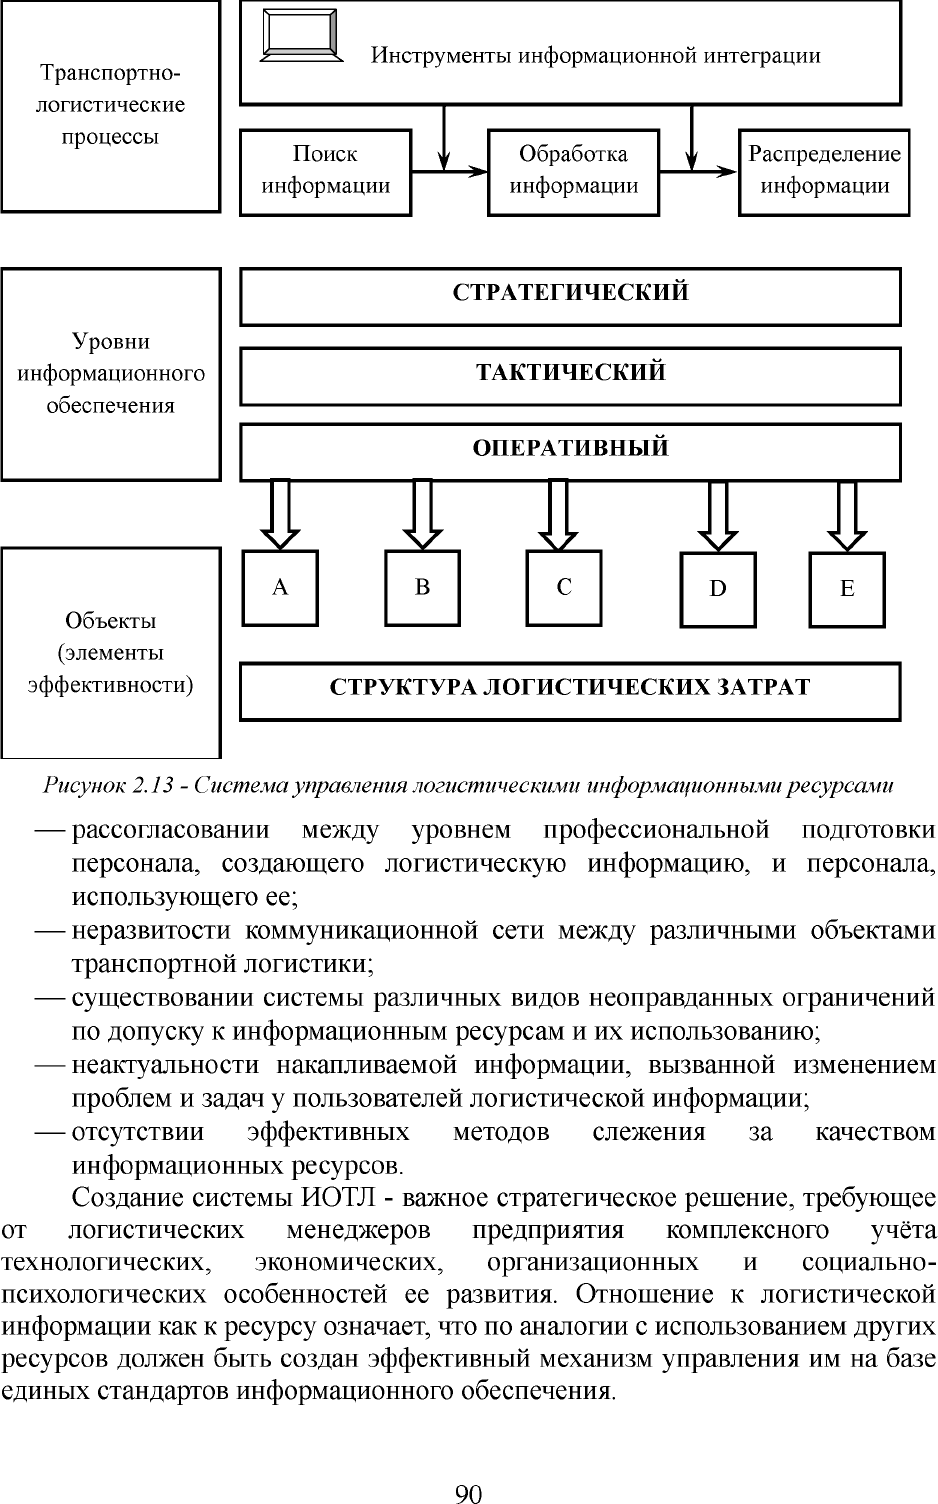 Транспортно-
логистические
процессы
Инструменты информационной интеграции
Поиск
информации
Обработка
информации
Распределение
информации
Уровни
информационного
обеспечения
СТРАТЕГИЧЕСКИЙ
ТАКТИЧЕСКИЙ
ОПЕРАТИВНЫЙ
A
B
C
D
E
Объекты
(элементы
эффективности)
СТРУКТУРА ЛОГИСТИЧЕСКИХ ЗАТРАТ
Рисунок 2.13 - Система управления логистическими информационными ресурсами
— рассогласовании между уровнем профессиональной подготовки
персонала, создающего логистическую информацию, и персонала,
использующего ее;
— неразвитости коммуникационной сети между различными объектами
транспортной логистики;
— существовании системы различных видов неоправданных ограничений
по допуску к информационным ресурсам и их использованию;
— неактуальности накапливаемой информации, вызванной изменением
проблем и задач у пользователей логистической информации;
— отсутствии эффективных методов слежения за качеством
информационных ресурсов.
Создание системы ИОТЛ - важное стратегическое решение, требующее
от логистических менеджеров предприятия комплексного учёта
технологических, экономических, организационных и социально-
психологических особенностей ее развития. Отношение к логистической
информации как к ресурсу означает, что по аналогии с использованием других
ресурсов должен быть создан эффективный механизм управления им на базе
единых стандартов информационного обеспечения.
90